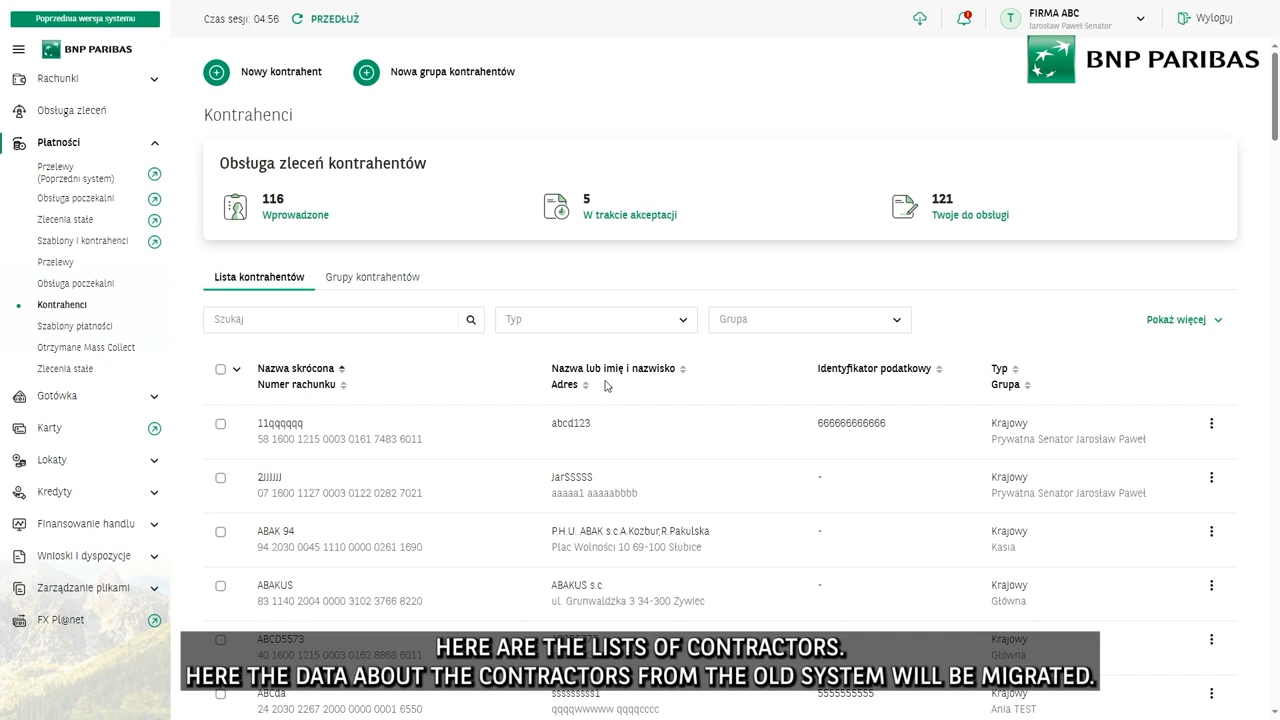 Poprzednia wersja systemu
Czas sesji: 04:56 PRZEDŁUŻ
T FIRMA ABC
Jarosław Paweł Senator
Wyloguj
BNP PARIBAS
BNP PARIBAS
Rachunki
Obsługa zleceń
Płatności
Przelewy
(Poprzedni system)
Obsługa poczekalni
Zlecenia stałe
Szablony i kontrahenci
Przelewy
Obsługa poczekalni
Kontrahenci
Szablony płatności
Otrzymane Mass Collect
Zlecenia stałe
Gotówka
Karty
Lokaty
Kredyty
Finansowanie handlu
Wnioski i dyspozycje
Zarządzanie plikami
FX Pl@net
Nowy kontrahent Nowa grupa kontrahentów
Kontrahenci
Obsługa zleceń kontrahentów
116 5 121
Wprowadzone W trakcie akceptacji Twoje do obsługi
Lista kontrahentów Grupy kontrahentów
Szukaj Typ Grupa Pokaż więcej
Nazwa skrócona Nazwa lub imię i nazwisko Identyfikator podatkowy Typ
Numer rachunku Adres Grupa
11qqqqqq abcd123 666666666666 Krajowy
58 1600 1215 0003 0161 7483 6011 Prywatna Senator Jarosław Paweł
2JJJJJJ JarSSSSS - Krajowy
07 1600 1127 0003 0122 0282 7021 aaaaa1 aaaaabbbb Prywatna Senator Jarosław Paweł
ABAK 94 P.H.U. ABAK s.c.A.Kozbur,R.Pakulska - Krajowy
94 2030 0045 1110 0000 0261 1690 Plac Wolności 10 69-100 Słubice Kasia
ABAKUS ABAKUS s.c. - Krajowy
83 1140 2004 0000 3102 3766 8220 ul. Grunwaldzka 3 34-300 Żywiec Główna
ABCD5573 Krajowy
40 1600 1215 0003 0162 8868 6011 Główna
HERE ARE THE LISTS OF CONTRACTORS.
HERE THE DATA ABOUT THE CONTRACTORS FROM THE OLD SYSTEM WILL BE MIGRATED.
ABCda sssssssss1 5555555555 Krajowy
24 2030 2267 2000 0000 0001 6550 qqqqwwwww qqqqcccc Ania TEST